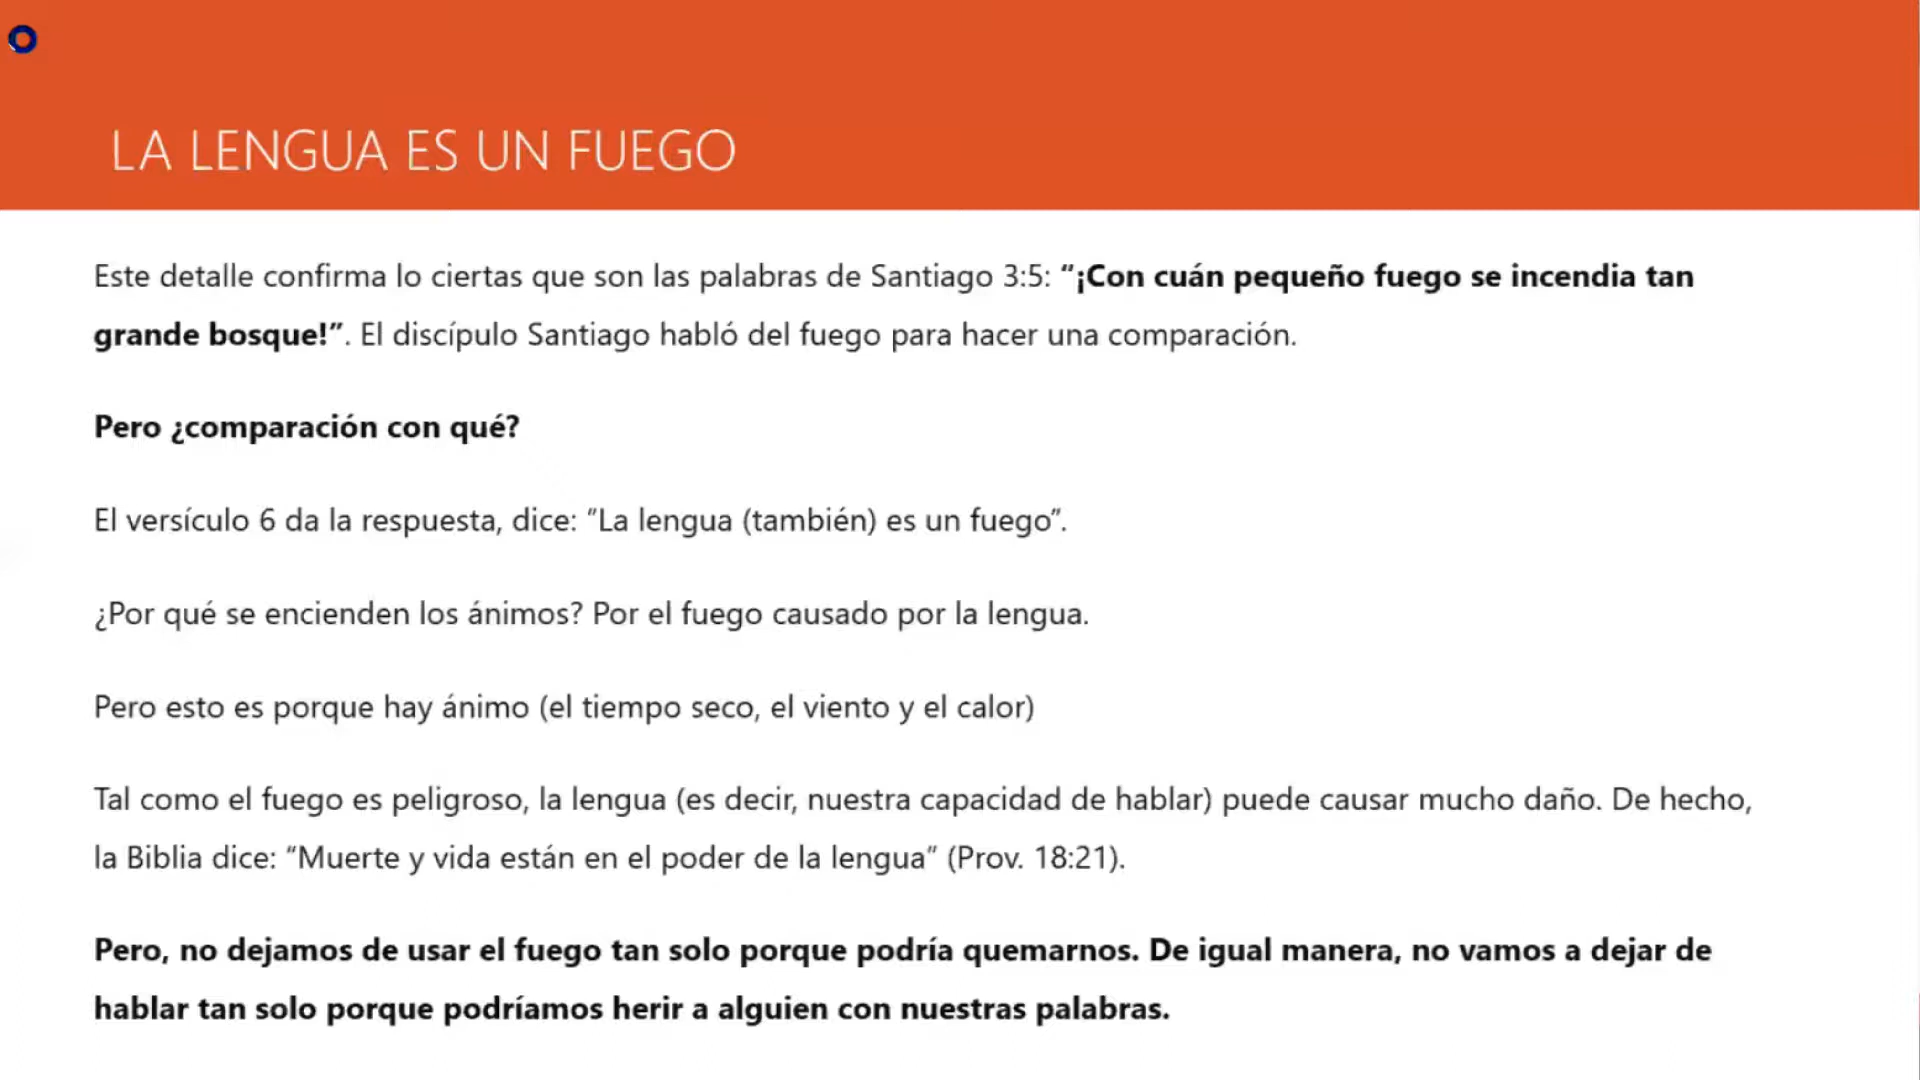 LA LENGUA ES UN FUEGO
Este detalle confirma lo ciertas que son las palabras de Santiago 3:5: “¡Con cuán pequeño fuego se incendia tan
grande bosque!”. El discípulo Santiago habló del fuego para hacer una comparación.
Pero ¿comparación con qué?
El versículo 6 da la respuesta, dice: “La lengua (también) es un fuego”.
¿Por qué se encienden los ánimos? Por el fuego causado por la lengua.
Pero esto es porque hay ánimo (el tiempo seco, el viento y el calor)
Tal como el fuego es peligroso, la lengua (es decir, nuestra capacidad de hablar) puede causar mucho daño. De hecho,
la Biblia dice: “Muerte y vida están en el poder de la lengua” (Prov. 18:21).
Pero, no dejamos de usar el fuego tan solo porque podría quemarnos. De igual manera, no vamos a dejar de
hablar tan solo porque podríamos herir a alguien con nuestras palabras.